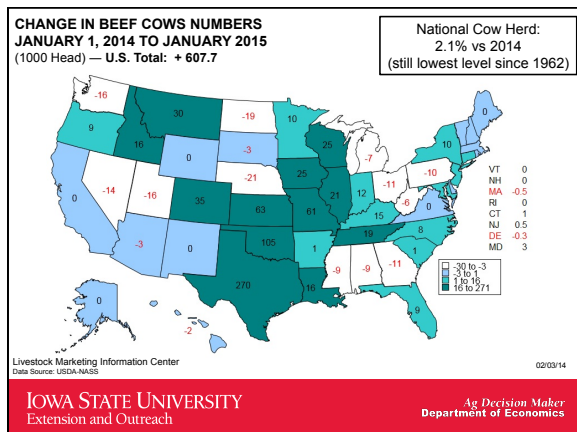 CHANGE IN BEEF COWS NUMBERS
JANUARY 1, 2014 TO JANUARY 2015
(1000 Head) — U.S. Total: + 607.7
National Cow Herd:
2.1% vs 2014
(still lowest level since 1962)
-16
30
-19
10
0
9
16
0
-3
25
-7
10
-10
0
-14
-16
35
-21
25
21
12
-11
-6
0
63
61
15
8
-3
0
105
1
19
1
270
16
-9
-9
-11
9
0
-2
VT 0
NH 0
MA -0.5
RI 0
CT 1
NJ 0.5
DE -0.3
MD 3
-30 to -3
-3 to 1
1 to 16
16 to 271
Livestock Marketing Information Center
Data Source: USDA-NASS
02/03/14
IOWA STATE UNIVERSITY
Extension and Outreach
Ag Decision Maker
Department of Economics